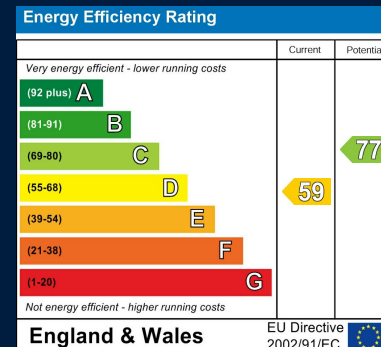 Energy Efficiency Rating
Current Potentia
Very energy efficient - lower running costs
(92 plus) A
(81-91) B
(69-80) C
77
(55-68) D
59
(39-54) E
(21-38) F
(1-20) G
Not energy efficient - higher running costs
England & Wales
EU Directive
2002/91/EC